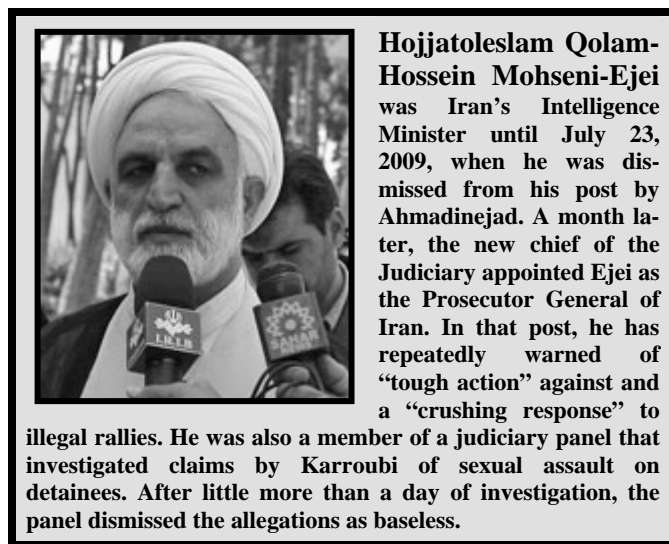 Hojjatoleslam Qolam-
Hossein Mohseni-Ejei
was Iran’s Intelligence
Minister until July 23,
2009, when he was dis-
missed from his post by
Ahmadinejad. A month la-
ter, the new chief of the
Judiciary appointed Ejei as
the Prosecutor General of
Iran. In that post, he has
repeatedly warned of
“tough action” against and
a “crushing response” to
illegal rallies. He was also a member of a judiciary panel that
investigated claims by Karroubi of sexual assault on
detainees. After little more than a day of investigation, the
panel dismissed the allegations as baseless.
I.R.I.B
SAHAR